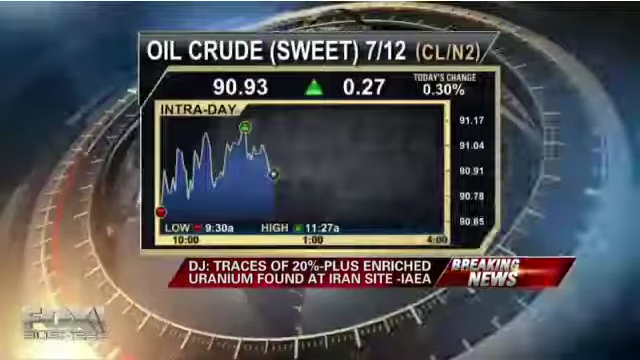 OIL CRUDE (SWEET) 7/12 (CL/N2)
90.93 0.27
TODAY'S CHANGE
0.30%
INTRA-DAY
91.17
91.04
90.91
90.78
90.65
LOW 9:30a HIGH 11:27a
10:00 1:00 4:00
DJ: TRACES OF 20%-PLUS ENRICHED
URANIUM FOUND AT IRAN SITE -IAEA
BREAKING
NEWS
BUSINESS